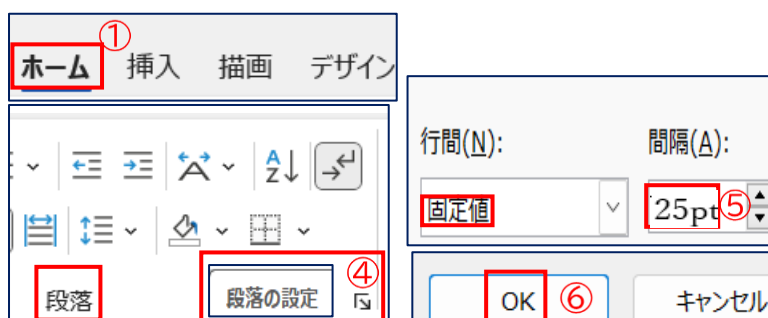 ①
ホーム 挿入 描画 デザイン
A
Z
段落
段落の設定 ④
行間(N): 間隔(A):
固定値 25pt ⑤
OK ⑥ キャンセル